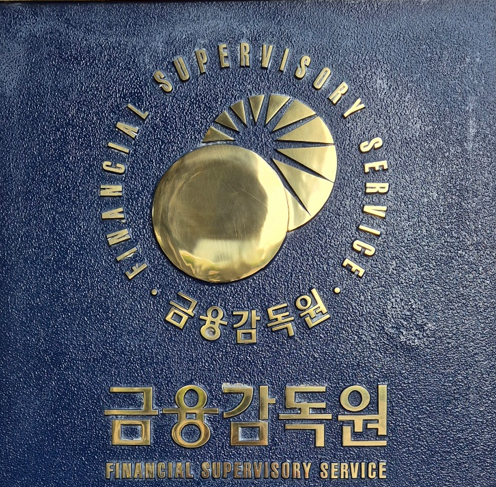 · FINANCIAL SUPERVISORY SERVICE ·
금융감독원
금융감독원
FINANCIAL SUPERVISORY SERVICE